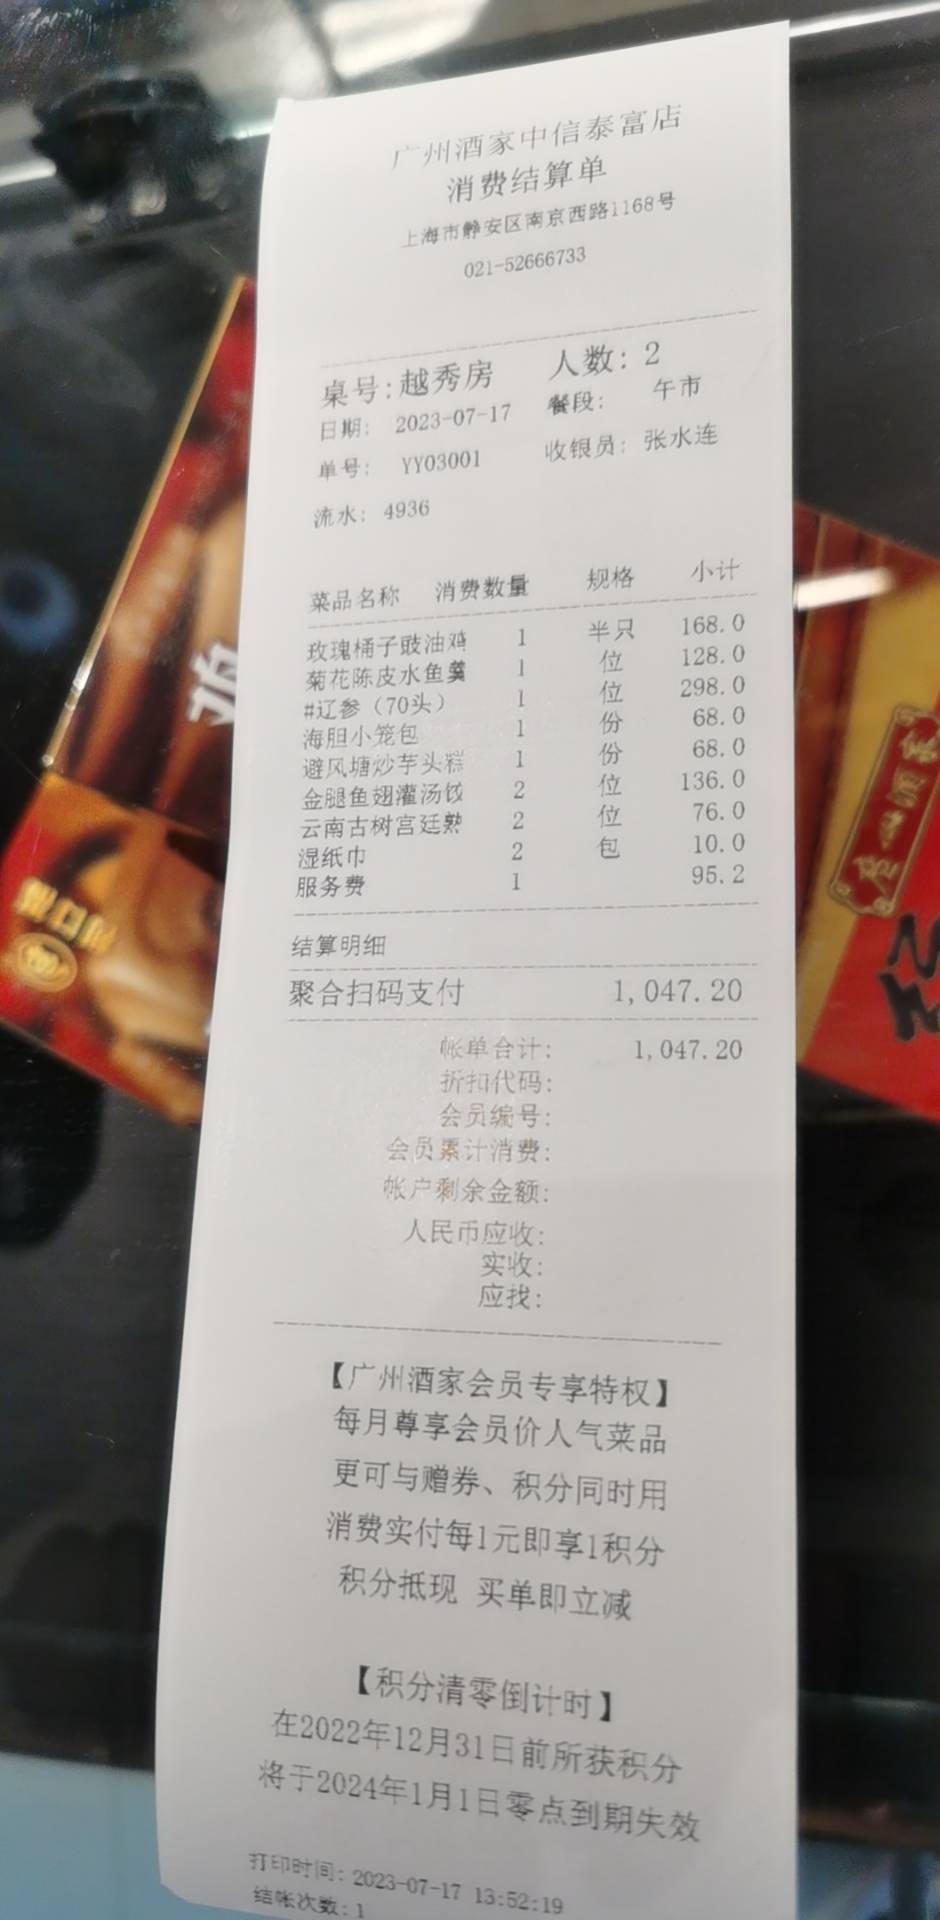 广州酒家中信泰富店
消费结算单
上海市静安区南京西路1168号
021-52666733
桌号:越秀房 人数: 2
日期: 2023-07-17 餐段: 午市
单号: YY03001 收银员: 张水连
流水: 4936
菜品名称 消费数量 规格 小计
玫瑰桶子豉油鸡 1 半只 168.0
菊花陈皮水鱼羹 1 位 128.0
#辽参（70头） 1 位 298.0
海胆小笼包 1 份 68.0
避风塘炒芋头糕 1 份 68.0
金腿鱼翅灌汤饺 2 位 136.0
云南古树宫廷熟 2 位 76.0
湿纸巾 2 包 10.0
服务费 1 95.2
结算明细
聚合扫码支付 1,047.20
帐单合计: 1,047.20
折扣代码:
会员编号:
会员累计消费:
帐户剩余金额:
人民币应收:
实收:
应找:
【广州酒家会员专享特权】
每月尊享会员价人气菜品
更可与赠券、积分同时用
消费实付每1元即享1积分
积分抵现 买单即立减
【积分清零倒计时】
在2022年12月31日前所获积分
将于2024年1月1日零点到期失效
打印时间: 2023-07-17 13:52:19
结帐次数:1